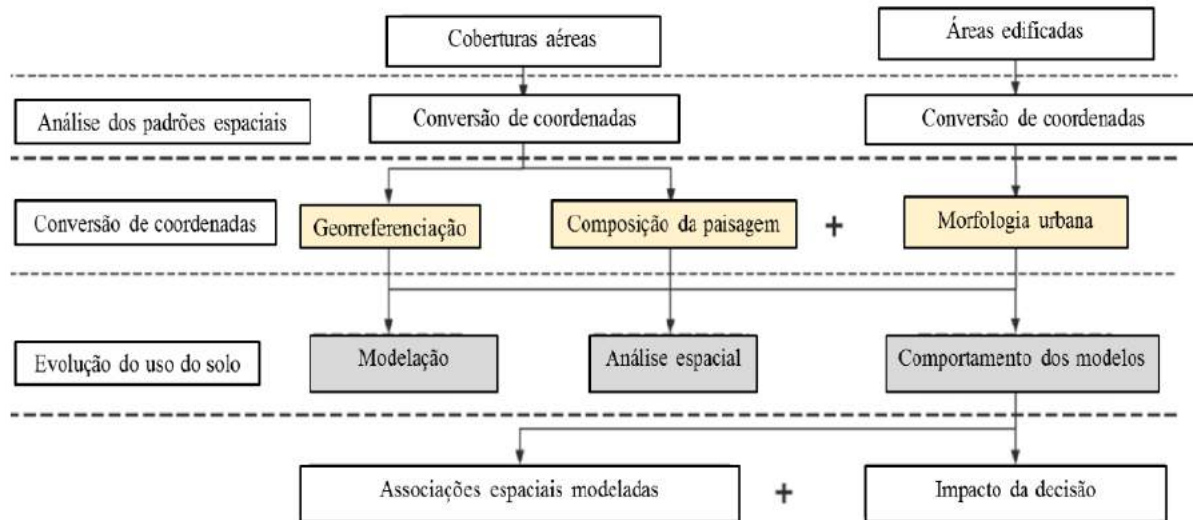 Coberturas aéreas
Áreas edificadas
Análise dos padrões espaciais
Conversão de coordenadas
Conversão de coordenadas
Conversão de coordenadas
Georreferenciação
Composição da paisagem
+
Morfologia urbana
Evolução do uso do solo
Modelação
Análise espacial
Comportamento dos modelos
Associações espaciais modeladas
+
Impacto da decisão